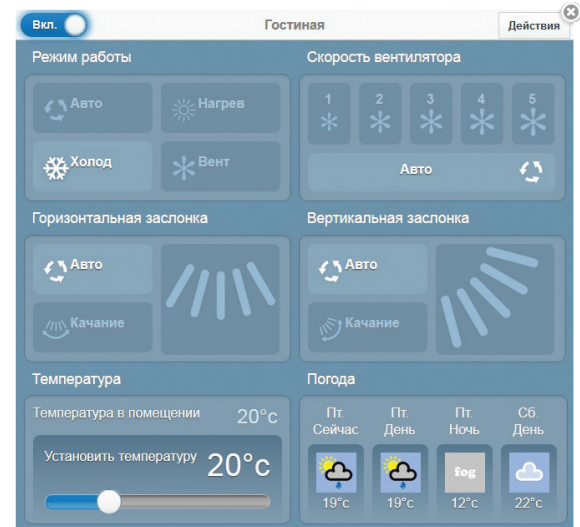 Вкл.
Гостиная
Действия
Режим работы
Авто
Нагрев
Холод
Вент
Скорость вентилятора
1 2 3 4 5
Авто
Горизонтальная заслонка
Авто
Качание
Вертикальная заслонка
Авто
Качание
Температура
Температура в помещении 20°c
Установить температуру 20°c
Погода
Пт. Пт. Пт. Сб.
Сейчас День Ночь День
fog
19°c 19°c 12°c 22°c